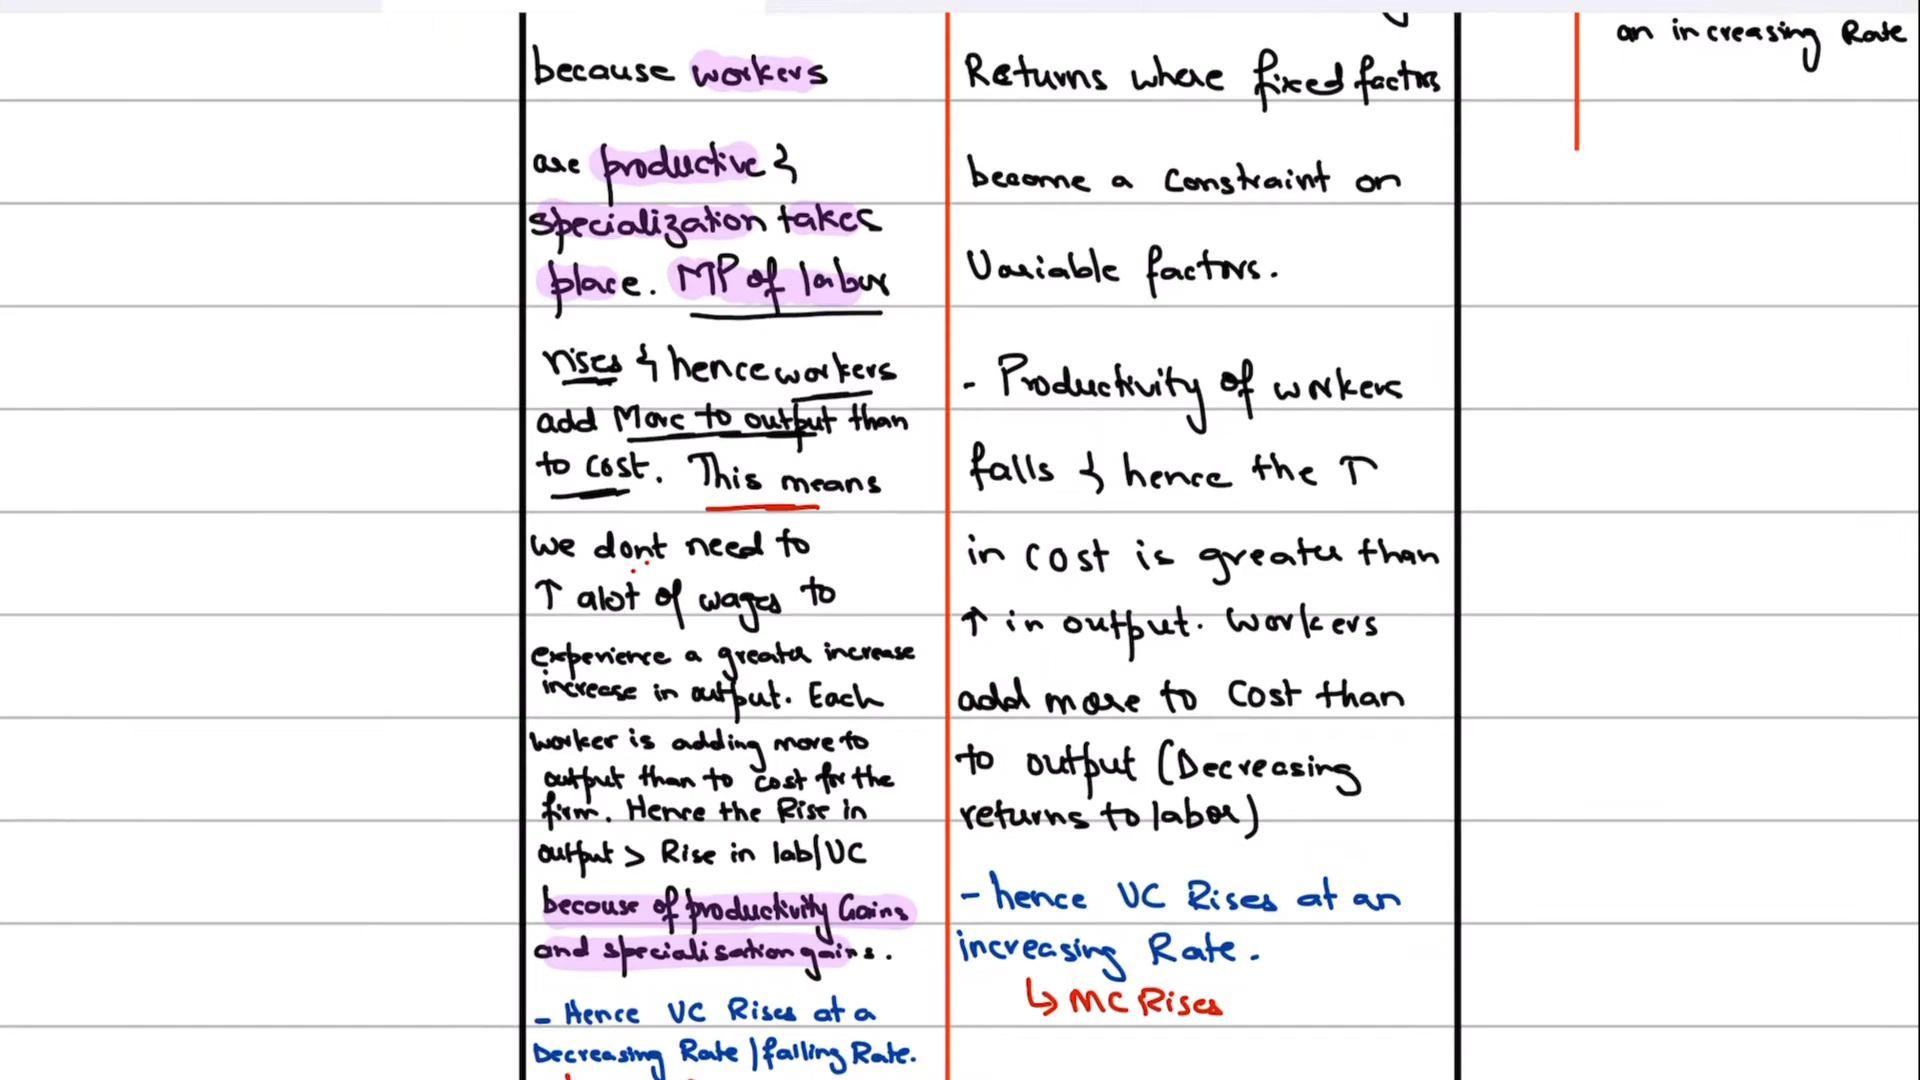 because workers
are productive &
specialization takes
place. MP of labor
rises & hence workers
add More to output than
to cost. This means
we dont need to
↑ alot of wages to
experience a greater increase
increase in output. Each
worker is adding more to
output than to cost for the
firm. Hence the Rise in
output > Rise in lab/VC
because of productivity Gains
and specialisation gains.
- Hence VC Rises at a
Decreasing Rate / falling Rate.
Returns where fixed factors
become a constraint on
Variable factors.
- Productivity of workers
falls & hence the ↑
in cost is greater than
↑ in output. Workers
add more to cost than
to output (Decreasing
returns to labor)
- hence VC Rises at an
increasing Rate.
↳ MC Rises
an increasing Rate